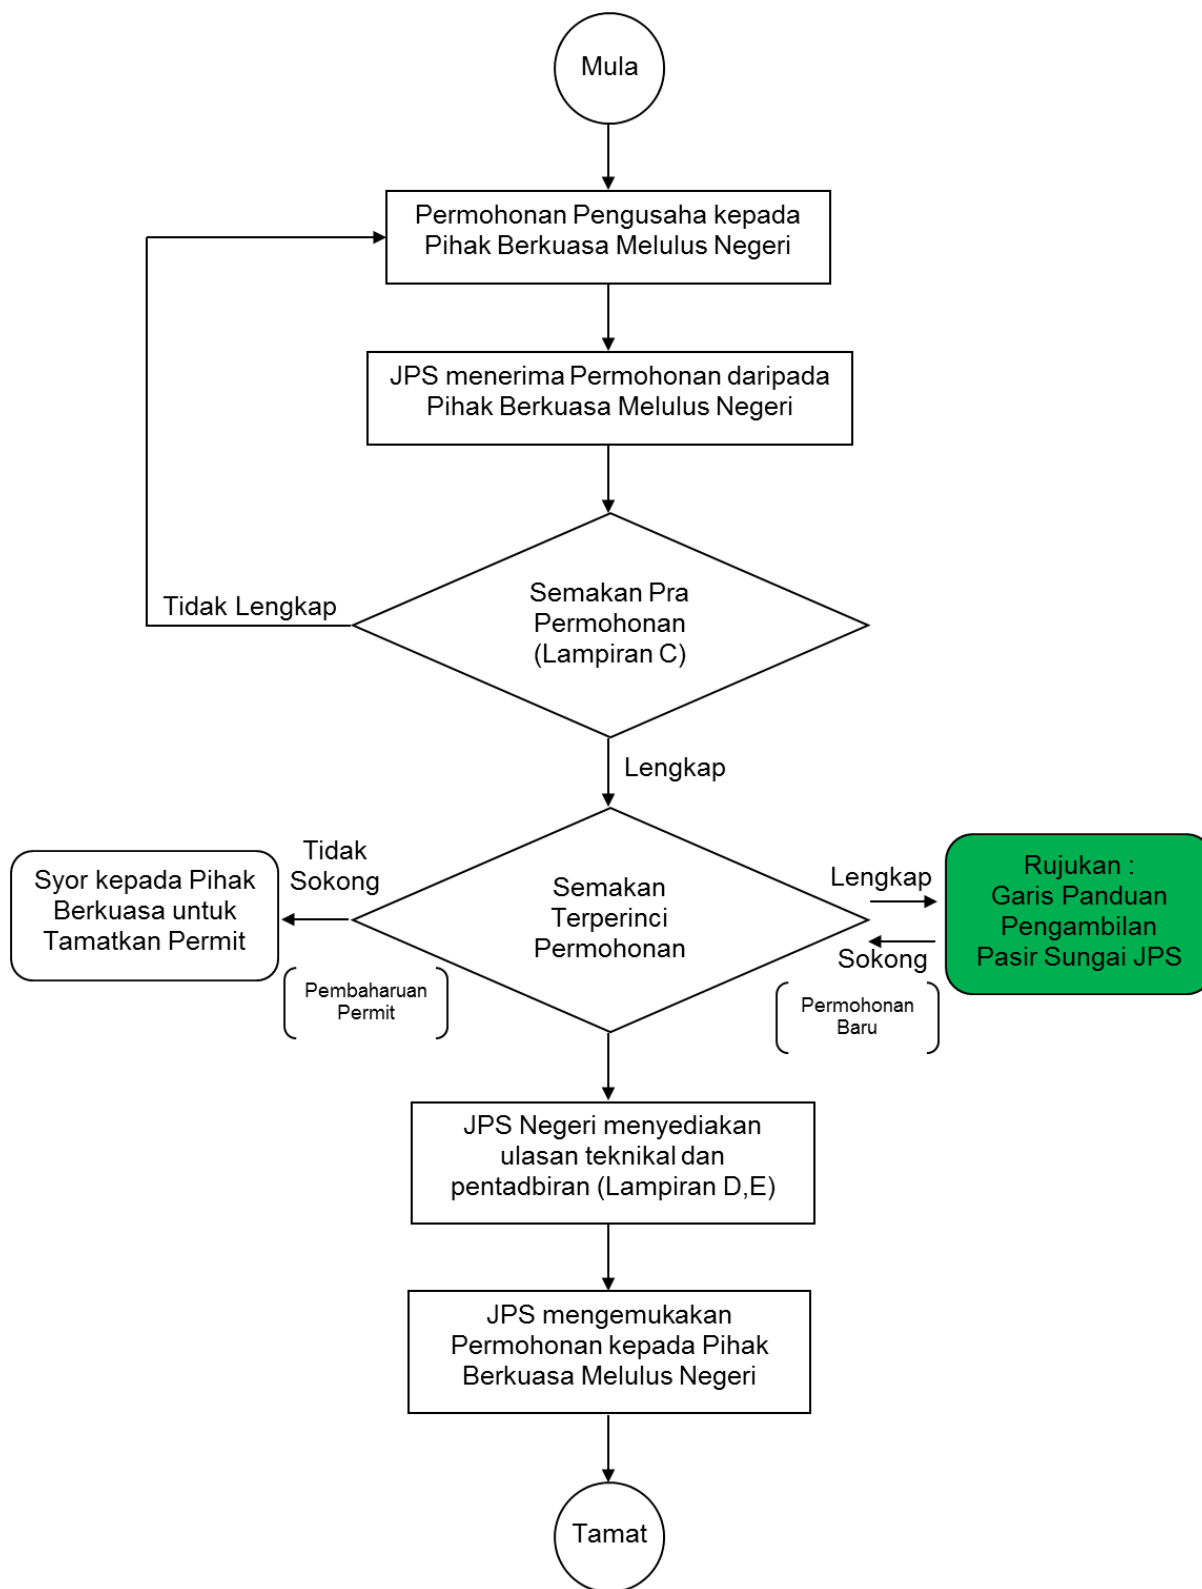 Mula
Permohonan Pengusaha kepada
Pihak Berkuasa Melulus Negeri
JPS menerima Permohonan daripada
Pihak Berkuasa Melulus Negeri
Semakan Pra
Permohonan
(Lampiran C)
Tidak Lengkap
Lengkap
Syor kepada Pihak
Berkuasa untuk
Tamatkan Permit
Tidak
Sokong
Pembaharuan
Permit
Semakan
Terperinci
Permohonan
Lengkap
Sokong
Permohonan
Baru
Rujukan :
Garis Panduan
Pengambilan
Pasir Sungai JPS
JPS Negeri menyediakan
ulasan teknikal dan
pentadbiran (Lampiran D,E)
JPS mengemukakan
Permohonan kepada Pihak
Berkuasa Melulus Negeri
Tamat